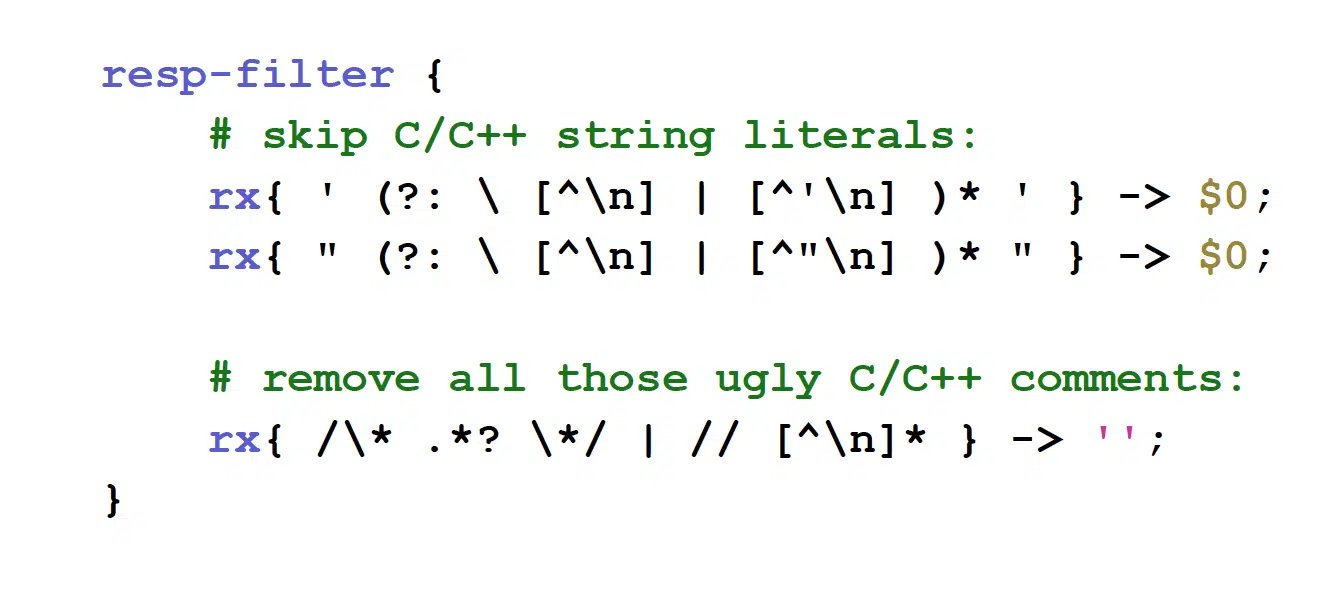 resp-filter {
    # skip C/C++ string literals:
    rx{ ' (?: \ [^\n] | [^'\n] )* ' } -> $0;
    rx{ " (?: \ [^\n] | [^"\n] )* " } -> $0;

    # remove all those ugly C/C++ comments:
    rx{ /\* .*? \*/ | // [^\n]* } -> '';
}